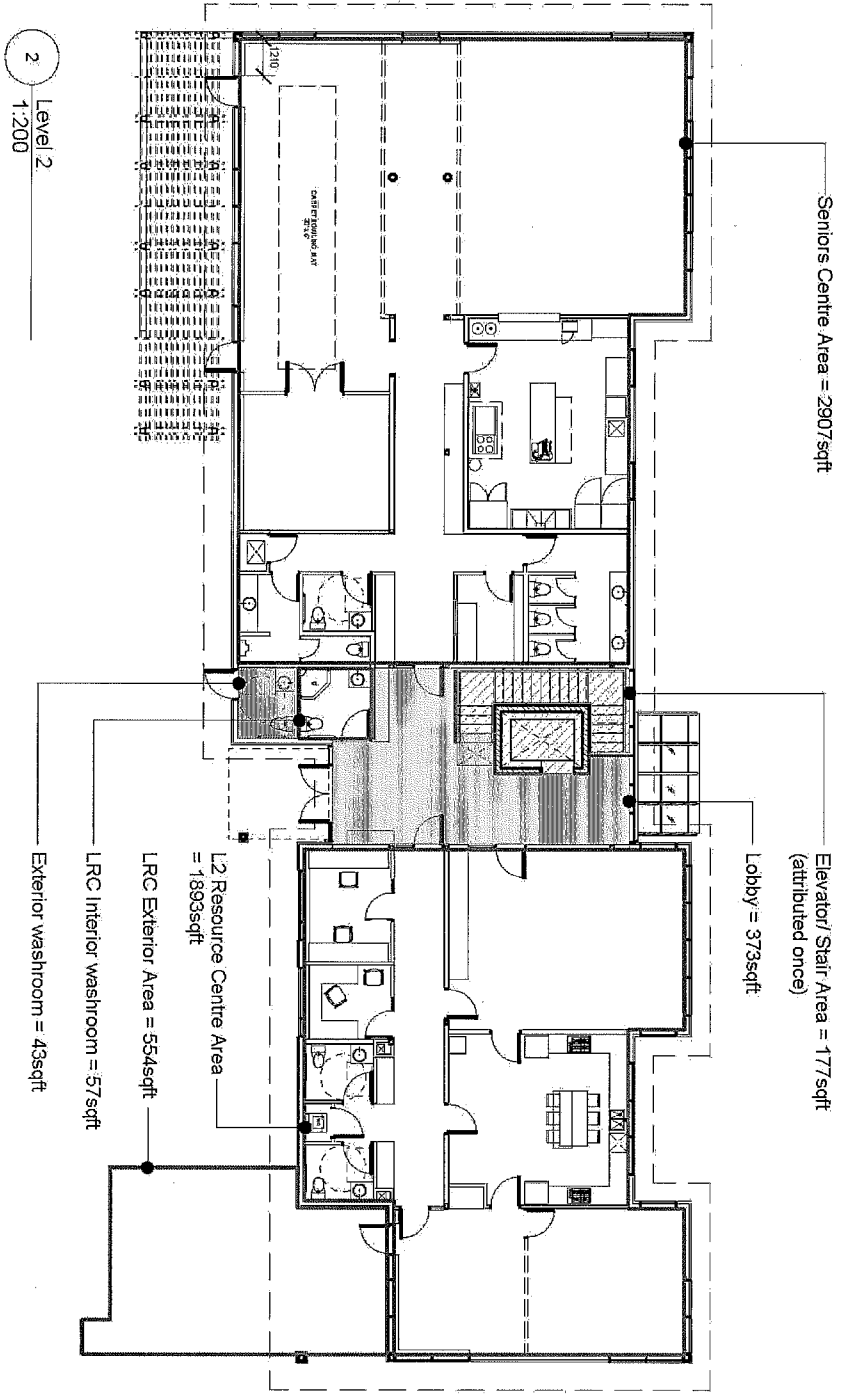 Seniors Centre Area = 2907sqft
Elevator/ Stair Area = 177sqft
(attributed once)
Lobby = 373sqft
1210
CARPET BOWLING MAT
L2 Resource Centre Area
= 1893sqft
LRC Exterior Area = 554sqft
LRC Interior washroom = 57sqft
Exterior washroom = 43sqft
2
Level 2
1:200